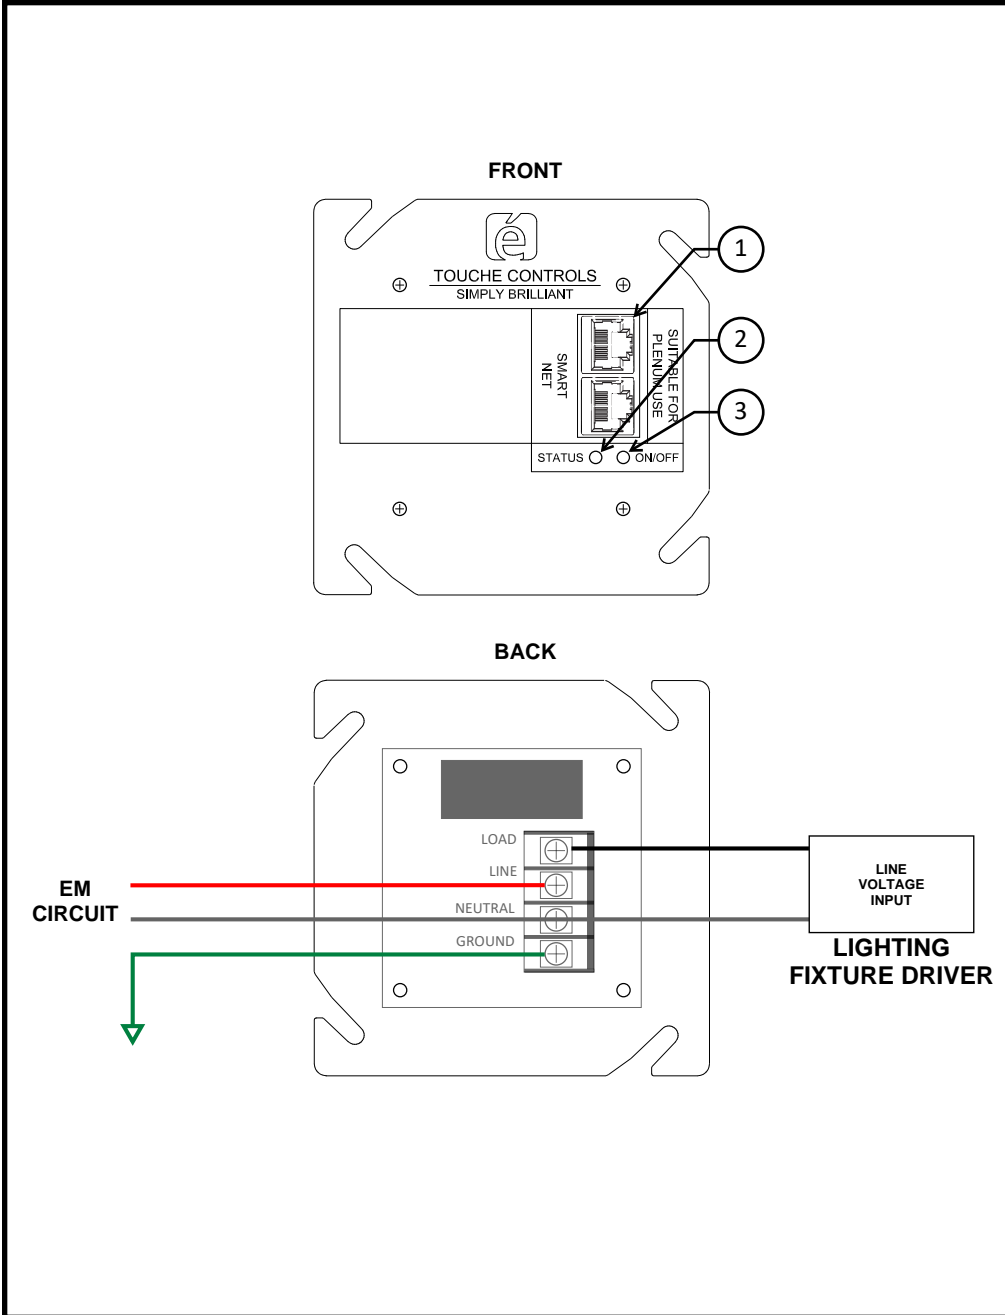 FRONT
é
TOUCHE CONTROLS
SIMPLY BRILLIANT
1
2
3
SMART
NET
SUITABLE FOR
PLENUM USE
STATUS
ON/OFF
BACK
LOAD
LINE
NEUTRAL
GROUND
EM
CIRCUIT
LINE
VOLTAGE
INPUT
LIGHTING
FIXTURE DRIVER